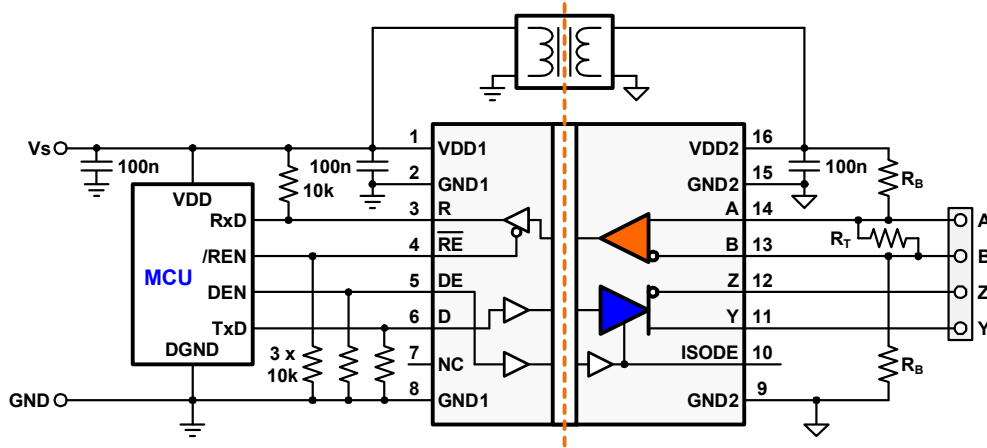 Vs
100n
VDD
10k
100n
1
VDD1
2
GND1
3
R
4
RE
5
DE
6
D
7
NC
8
GND1
RxD
/REN
MCU
DEN
TxD
DGND
3 x
10k
GND
16
VDD2
15
GND2
100n
RB
14
A
13
B
RT
12
Z
11
Y
10
ISODE
9
GND2
RB
A
B
Z
Y